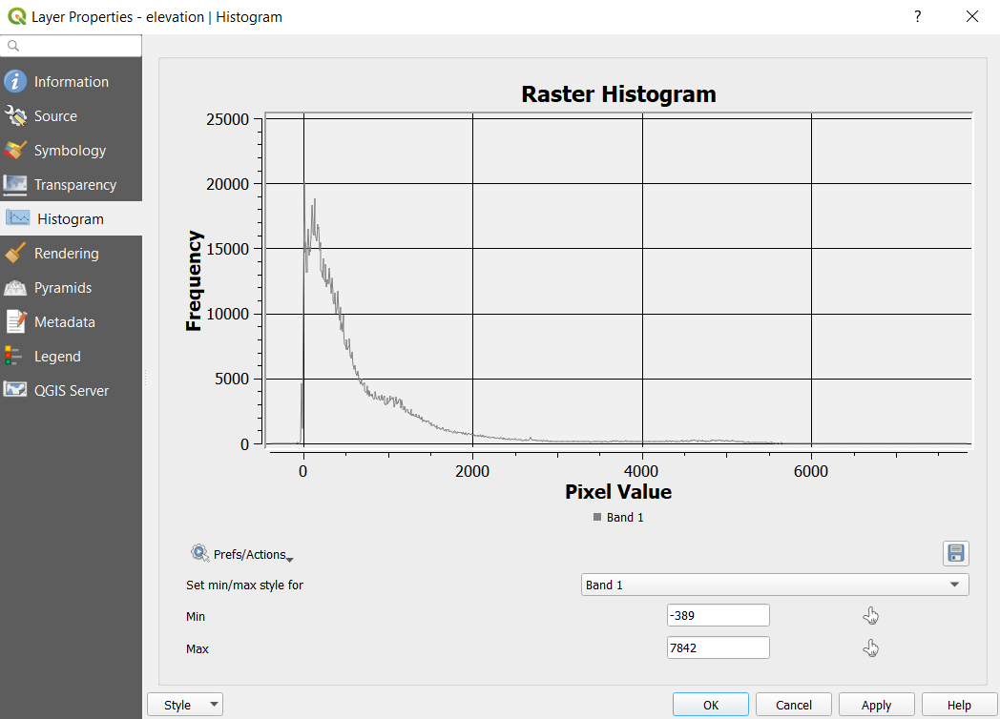 Layer Properties - elevation | Histogram
?
Information
Source
Symbology
Transparency
Histogram
Rendering
Pyramids
Metadata
Legend
QGIS Server
Raster Histogram
25000
20000
15000
10000
5000
0
Frequency
0 2000 4000 6000
Pixel Value
Band 1
Prefs/Actions
Set min/max style for Band 1
Min -389
Max 7842
Style OK Cancel Apply Help